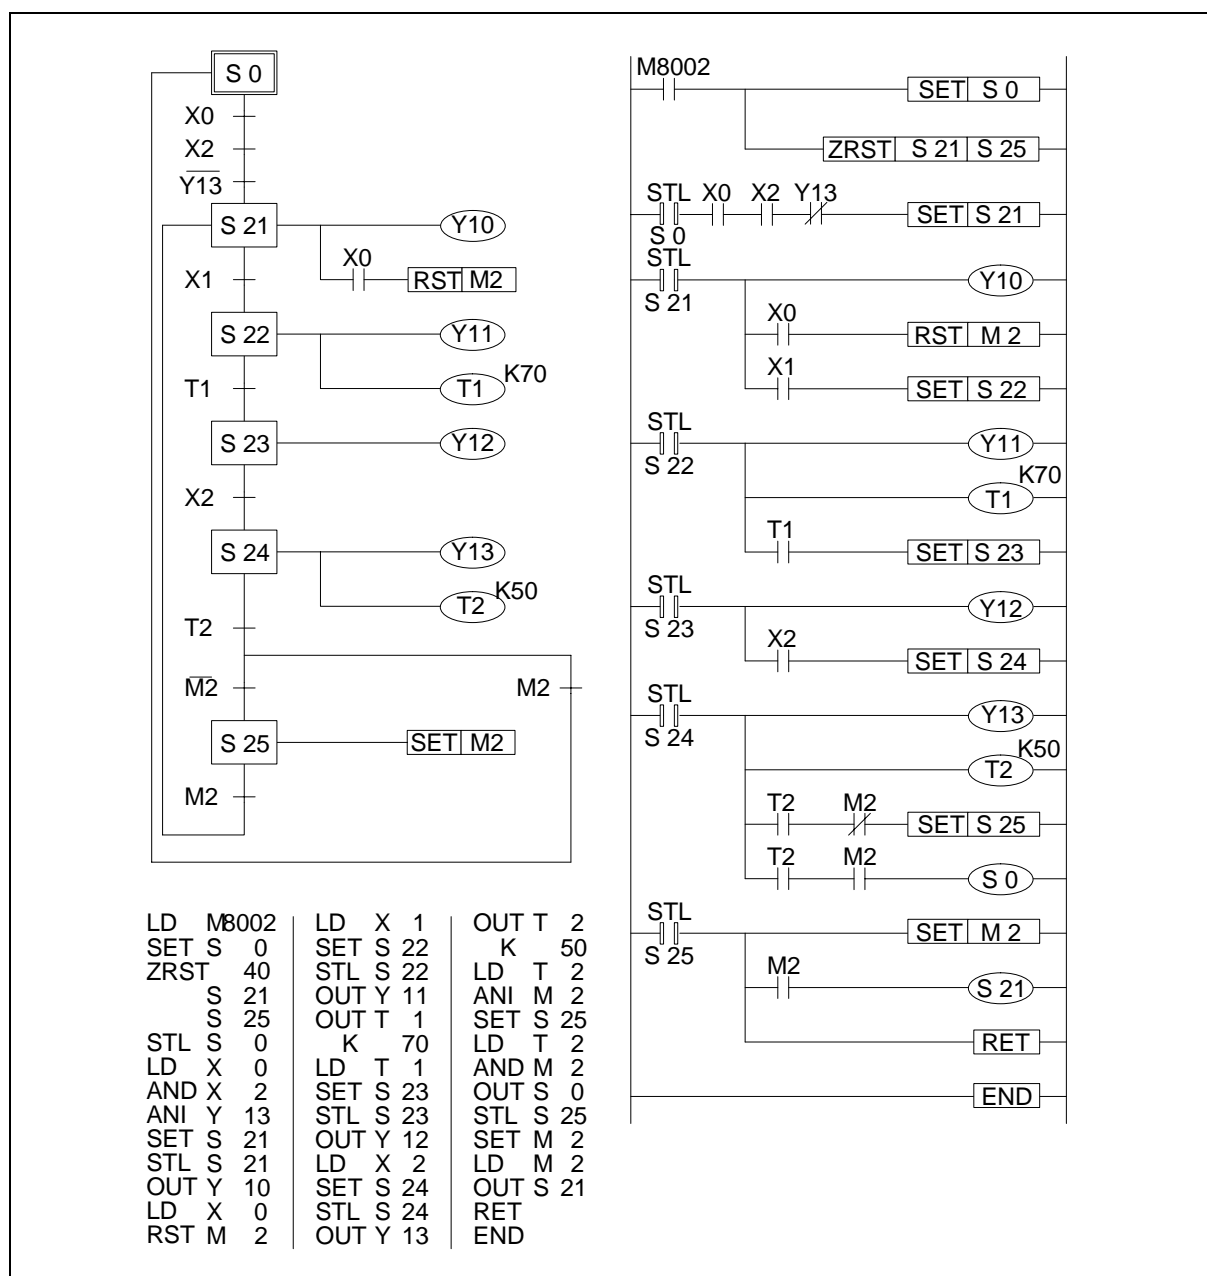 S 0
X0
X2
Y13
S 21
Y10
X0
RST M2
X1
S 22
Y11
T1
K70
T1
S 23
Y12
X2
S 24
Y13
T2
K50
T2
M2
M2
S 25
SET M2
M2
M8002
SET S 0
ZRST S 21 S 25
STL X0 X2 Y13
SET S 21
S 0
STL
Y10
S 21
X0
RST M 2
X1
SET S 22
STL
Y11
S 22
K70
T1
T1
SET S 23
STL
Y12
S 23
X2
SET S 24
STL
Y13
S 24
K50
T2
T2 M2
SET S 25
T2 M2
S 0
STL
SET M 2
S 25
M2
S 21
RET
END
LD M8002
SET S 0
ZRST 40
S 21
S 25
STL S 0
LD X 0
AND X 2
ANI Y 13
SET S 21
STL S 21
OUT Y 10
LD X 0
RST M 2
LD X 1
SET S 22
STL S 22
OUT Y 11
OUT T 1
K 70
LD T 1
SET S 23
STL S 23
OUT Y 12
LD X 2
SET S 24
STL S 24
OUT Y 13
OUT T 2
K 50
LD T 2
ANI M 2
SET S 25
LD T 2
AND M 2
OUT S 0
STL S 25
SET M 2
LD M 2
OUT S 21
RET
END